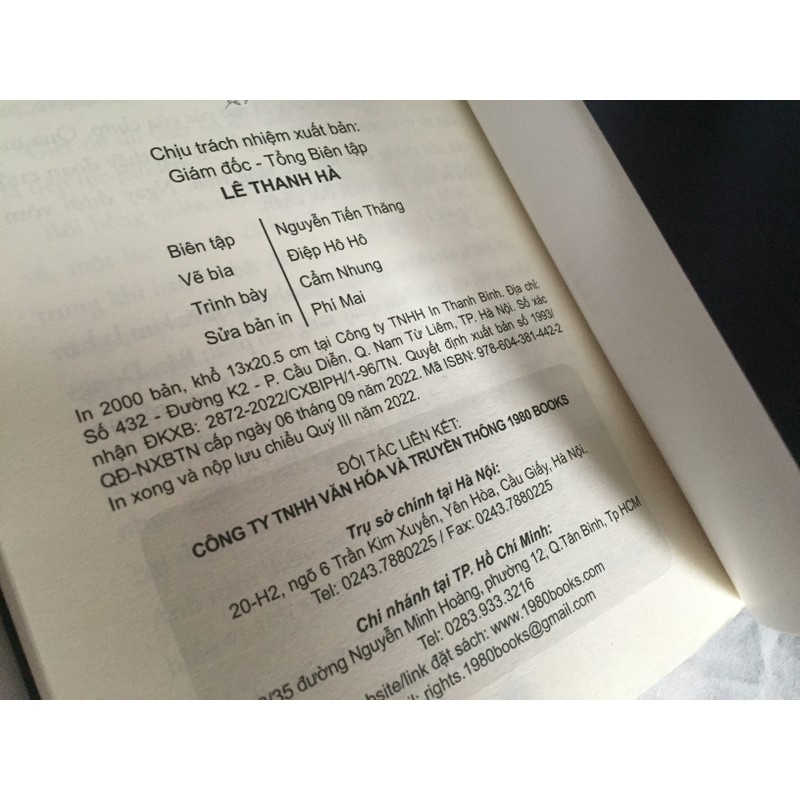 Chịu trách nhiệm xuất bản:
Giám đốc - Tổng Biên tập
LÊ THANH HÀ
Biên tập Nguyễn Tiến Thăng
Vẽ bìa Điệp Hô Hô
Trình bày Cẩm Nhung
Sửa bản in Phí Mai
In 2000 bản, khổ 13x20.5 cm tại Công ty TNHH In Thanh Bình. Địa chỉ:
Số 432 - Đường K2 - P. Cầu Diễn, Q. Nam Từ Liêm, TP. Hà Nội. Số xác
nhận ĐKXB: 2872-2022/CXBIPH/1-96/TN. Quyết định xuất bản số 1993/
QĐ-NXBTN cấp ngày 06 tháng 09 năm 2022. Mã ISBN: 978-604-381-442-2
In xong và nộp lưu chiểu Quý III năm 2022.
ĐỐI TÁC LIÊN KẾT:
CÔNG TY TNHH VĂN HÓA VÀ TRUYỀN THÔNG 1980 BOOKS
Trụ sở chính tại Hà Nội:
20-H2, ngõ 6 Trần Kim Xuyến, Yên Hòa, Cầu Giấy, Hà Nội.
Tel: 0243.7880225 / Fax: 0243.7880225
Chi nhánh tại TP. Hồ Chí Minh:
/35 đường Nguyễn Minh Hoàng, phường 12, Q.Tân Bình, Tp HCM
Tel: 0283.933.3216
bsite/link đặt sách: www.1980books.com
rights.1980books@gmail.com